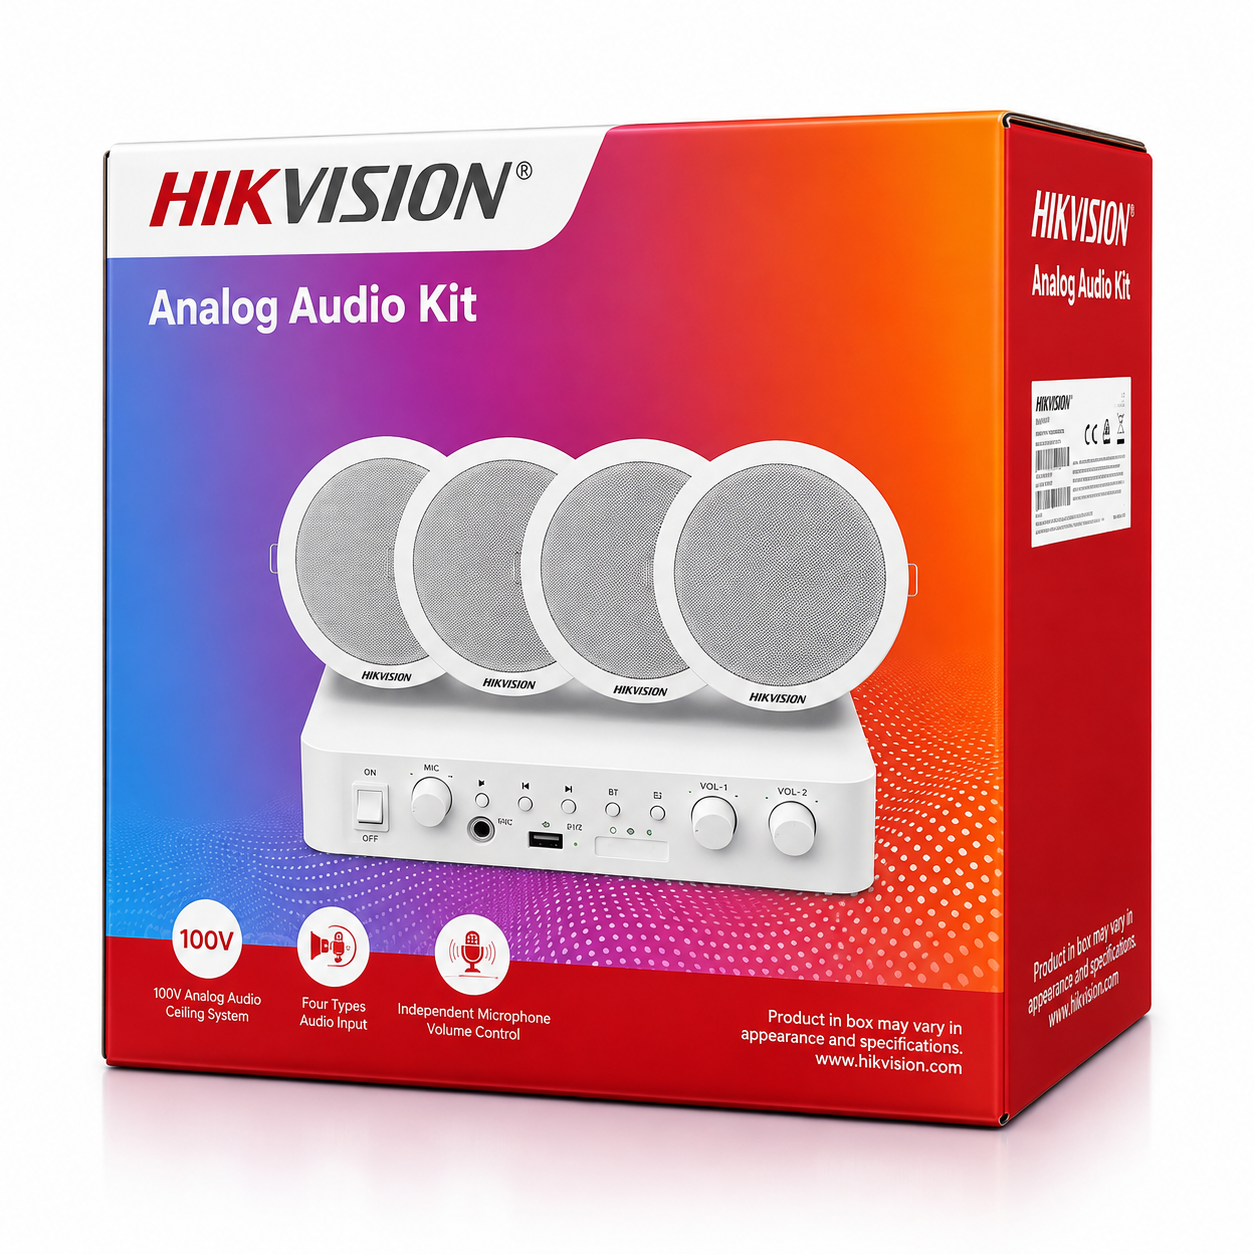 HIKVISION®
Analog Audio Kit
HIKVISION
HIKVISION
HIKVISION
HIKVISION
ON
OFF
MIC
BT
VOL-1
VOL-2
100V
100V Analog Audio
Ceiling System
Four Types
Audio Input
Independent Microphone
Volume Control
Product in box may vary in
appearance and specifications.
www.hikvision.com
HIKVISION®
Analog Audio Kit
HIKVISION
CE
Product in box may vary in
appearance and specifications.
www.hikvision.com